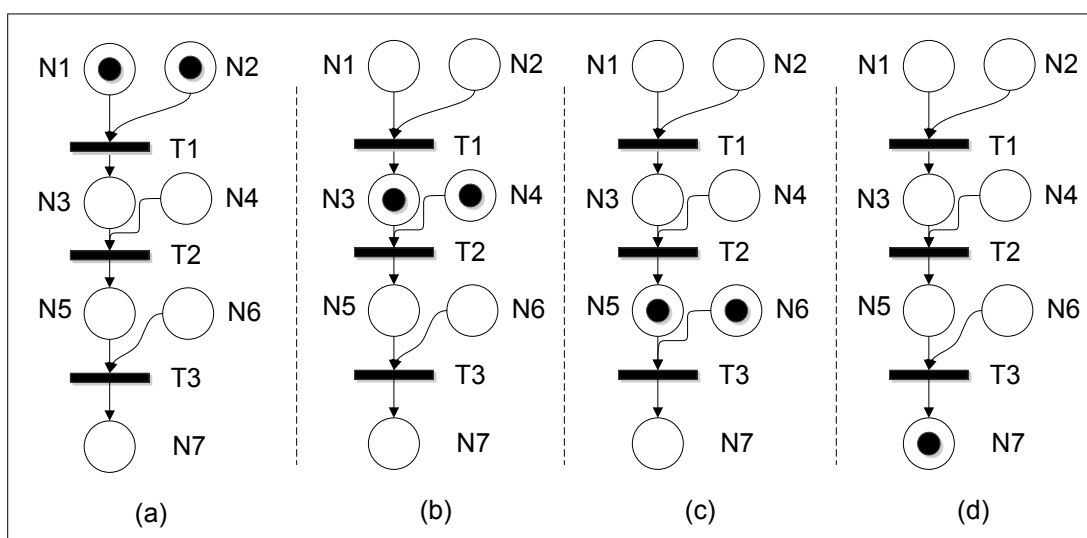 N1 N2 N1 N2 N1 N2 N1 N2
T1 T1 T1 T1
N3 N4 N3 N4 N3 N4 N3 N4
T2 T2 T2 T2
N5 N6 N5 N6 N5 N6 N5 N6
T3 T3 T3 T3
N7 N7 N7 N7
(a) (b) (c) (d)